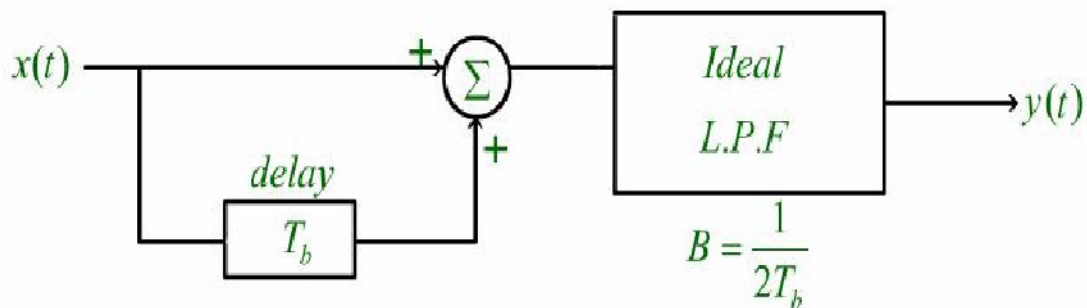 x(t)
+
Σ
+
delay
T_b
Ideal
L.P.F
y(t)
B = 1/2T_b